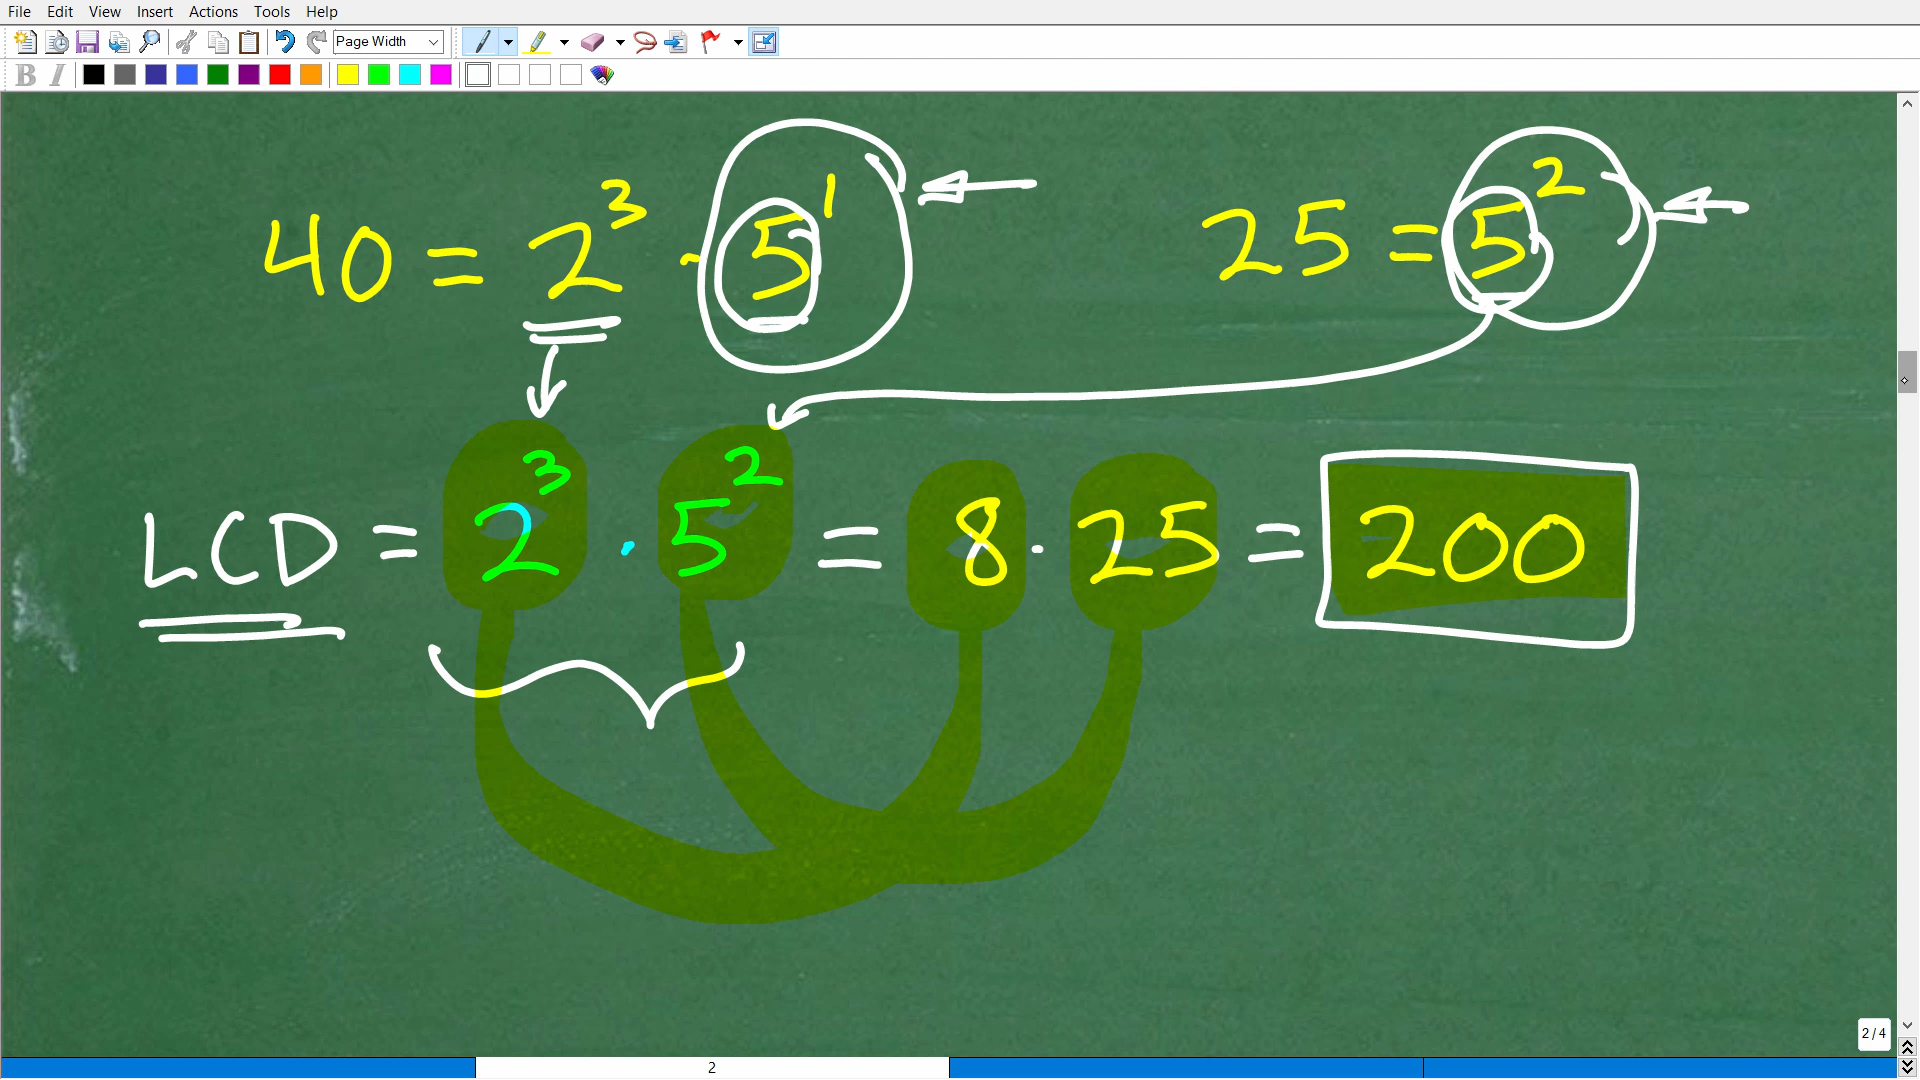 File Edit View Insert Actions Tools Help
Page Width
B I
40 = 2³ · 5¹
25 = 5²
LCD = 2³ · 5² = 8 · 25 = 200
2 / 4
2